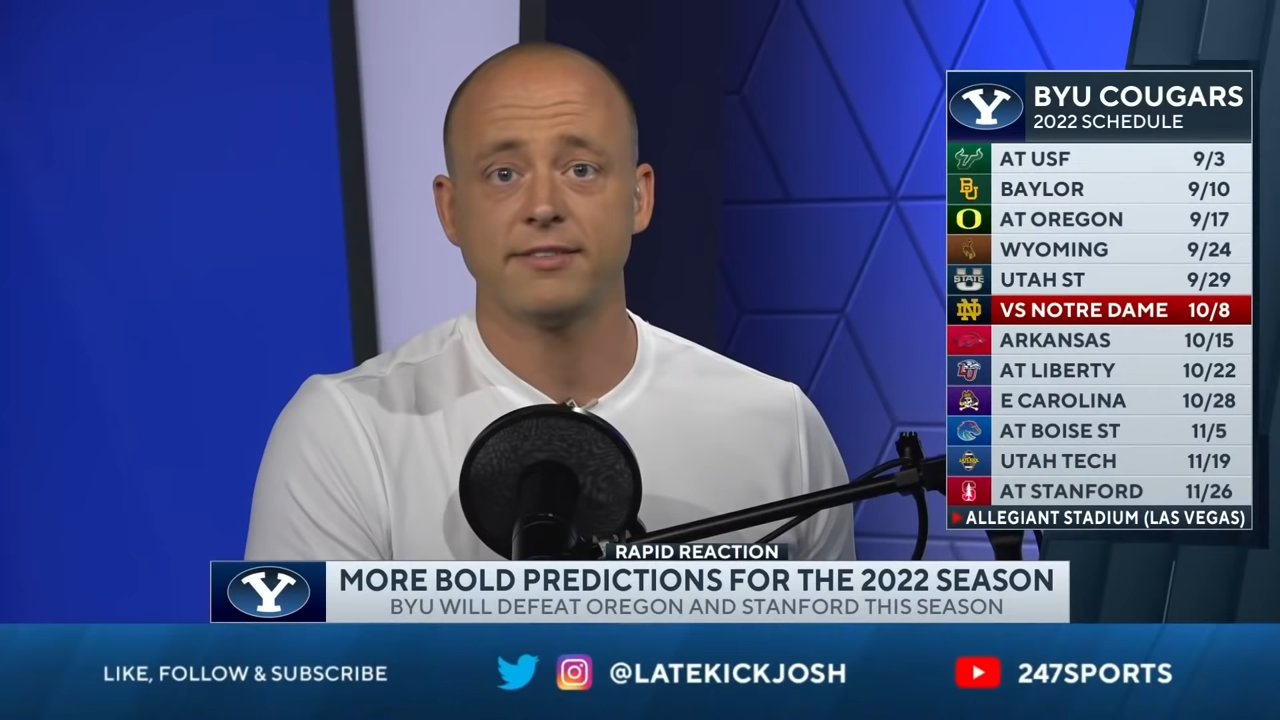 BYU COUGARS
2022 SCHEDULE
AT USF 9/3
BAYLOR 9/10
AT OREGON 9/17
WYOMING 9/24
UTAH ST 9/29
VS NOTRE DAME 10/8
ARKANSAS 10/15
AT LIBERTY 10/22
E CAROLINA 10/28
AT BOISE ST 11/5
UTAH TECH 11/19
AT STANFORD 11/26
ALLEGIANT STADIUM (LAS VEGAS)
RAPID REACTION
MORE BOLD PREDICTIONS FOR THE 2022 SEASON
BYU WILL DEFEAT OREGON AND STANFORD THIS SEASON
LIKE, FOLLOW & SUBSCRIBE @LATEKICKJOSH 247SPORTS